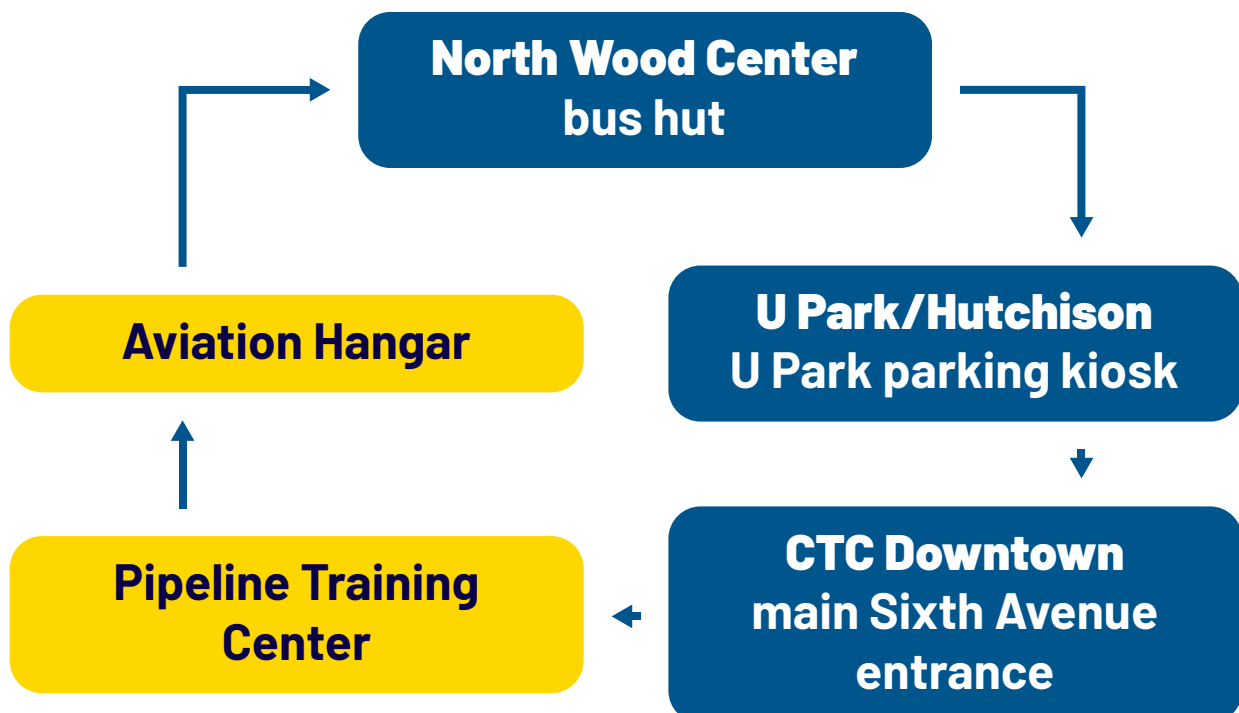 North Wood Center
bus hut
U Park/Hutchison
U Park parking kiosk
CTC Downtown
main Sixth Avenue
entrance
Pipeline Training
Center
Aviation Hangar